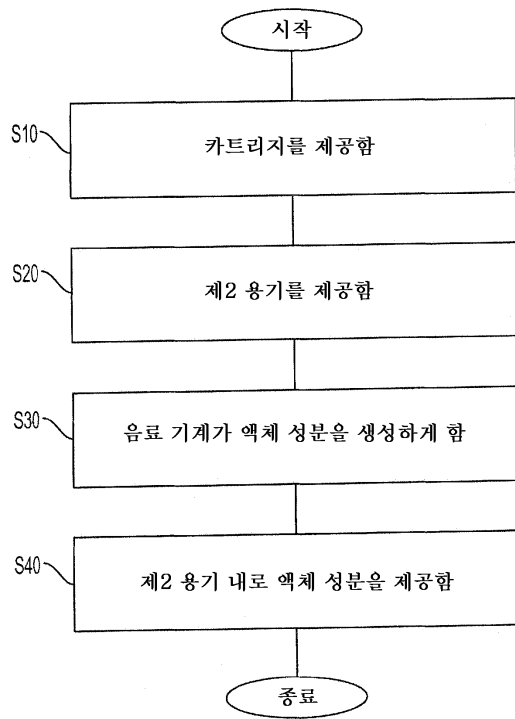 시작
S10
카트리지를 제공함
S20
제2 용기를 제공함
S30
음료 기계가 액체 성분을 생성하게 함
S40
제2 용기 내로 액체 성분을 제공함
종료